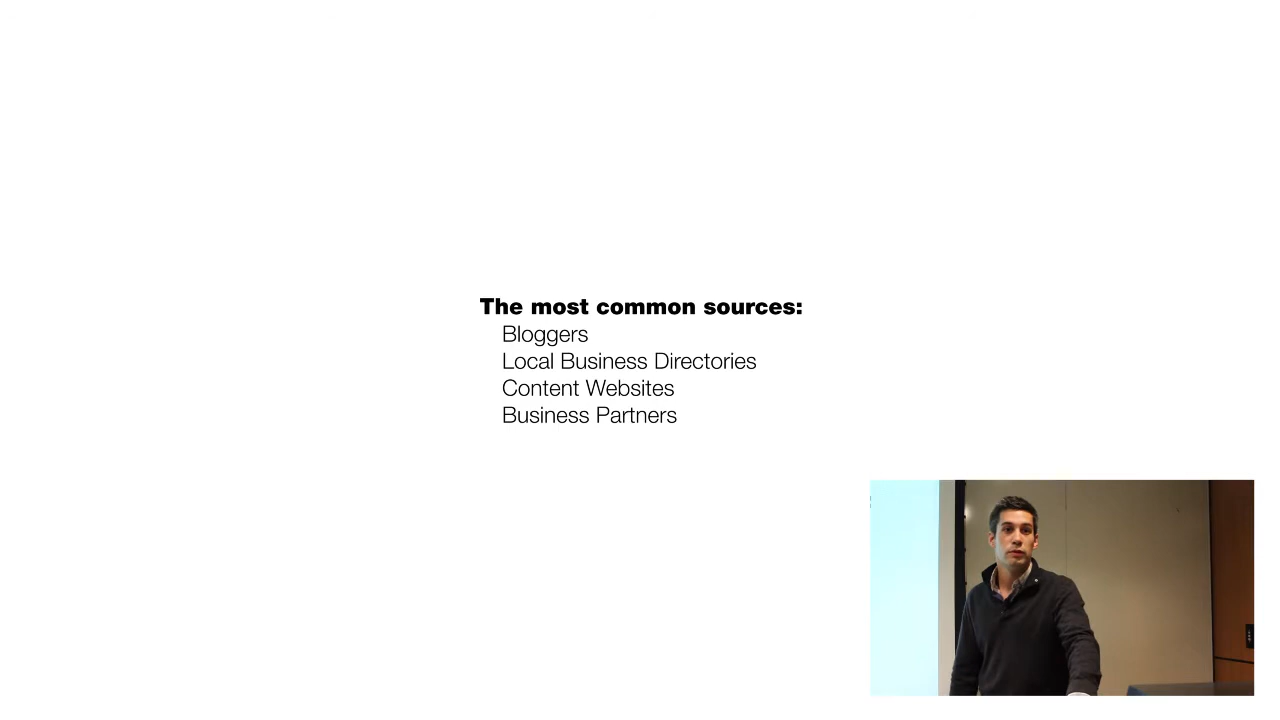 The most common sources:
Bloggers
Local Business Directories
Content Websites
Business Partners